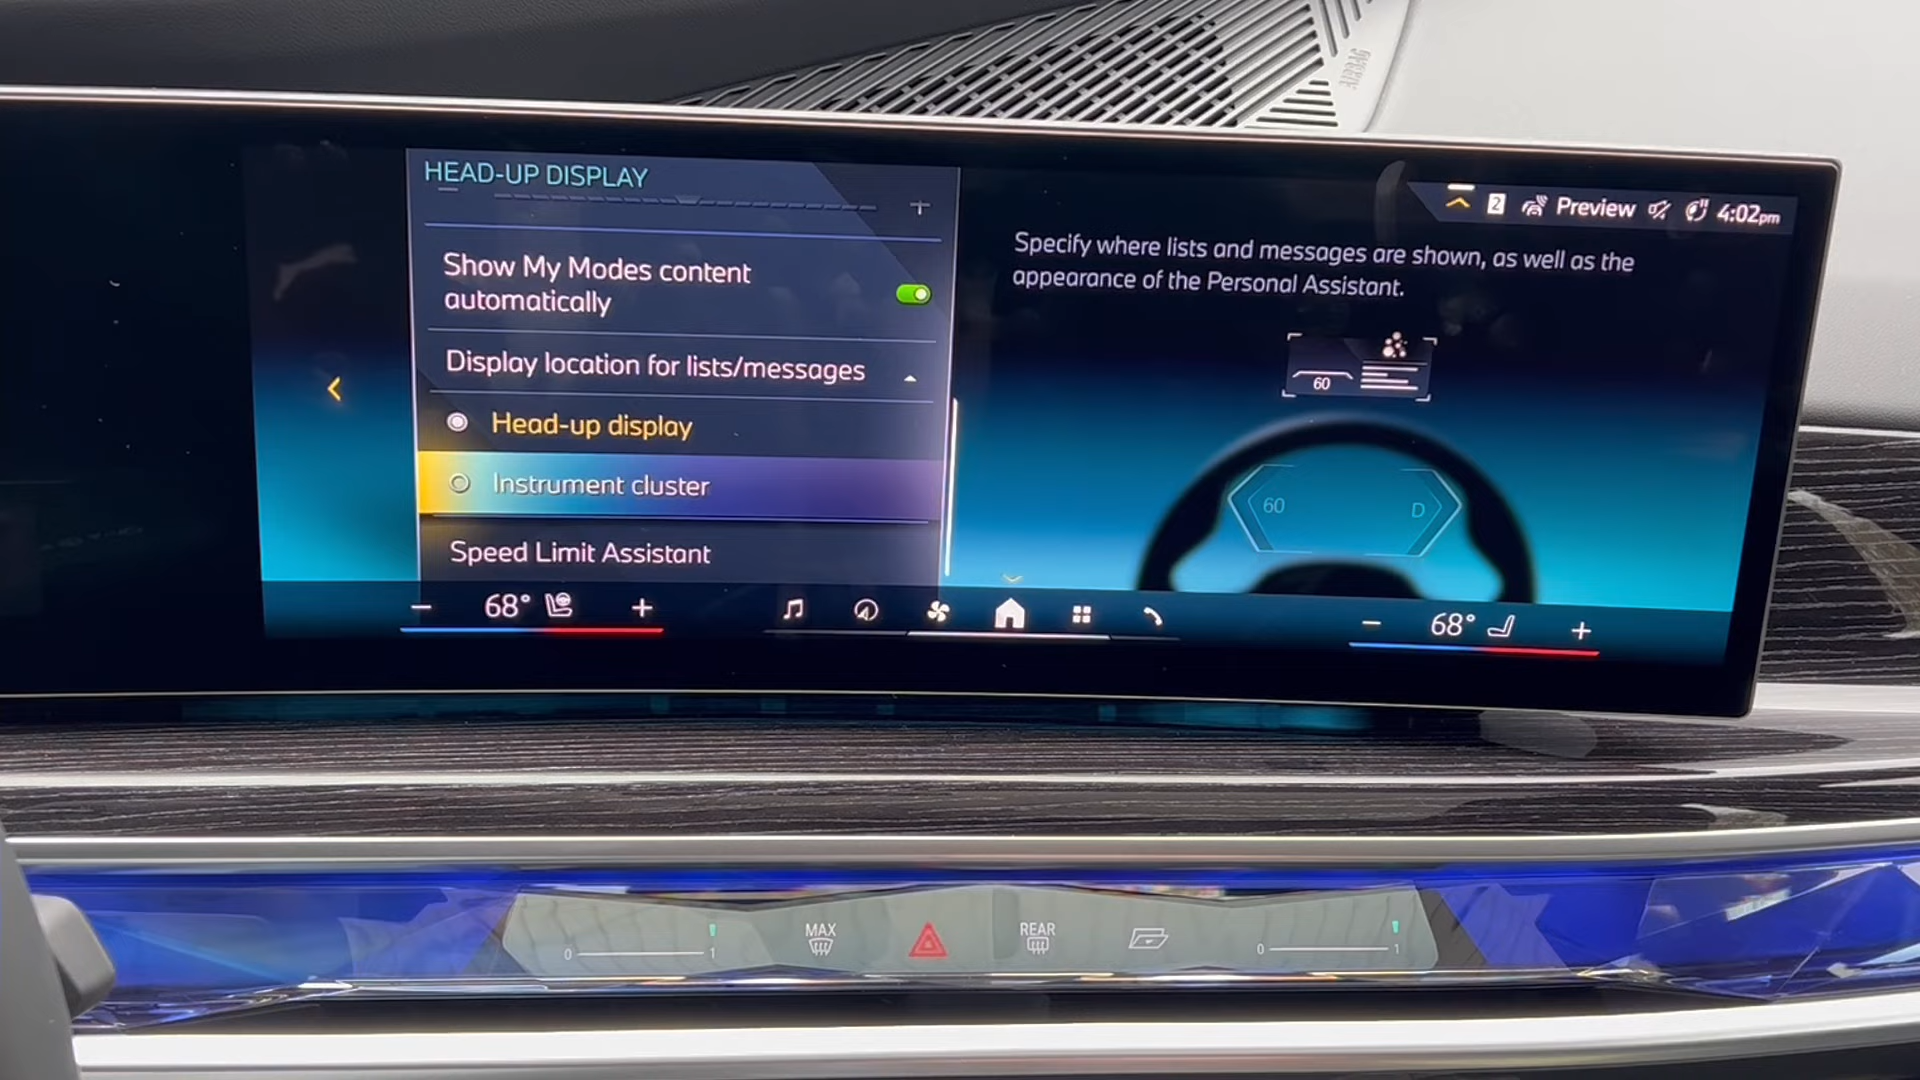 AIRBAG
HEAD-UP DISPLAY
2 Preview 4:02pm
Show My Modes content
automatically
Display location for lists/messages
Head-up display
Instrument cluster
Speed Limit Assistant
Specify where lists and messages are shown, as well as the
appearance of the Personal Assistant.
60
60 D
− 68° +
− 68° +
0 1
MAX
REAR
0 1